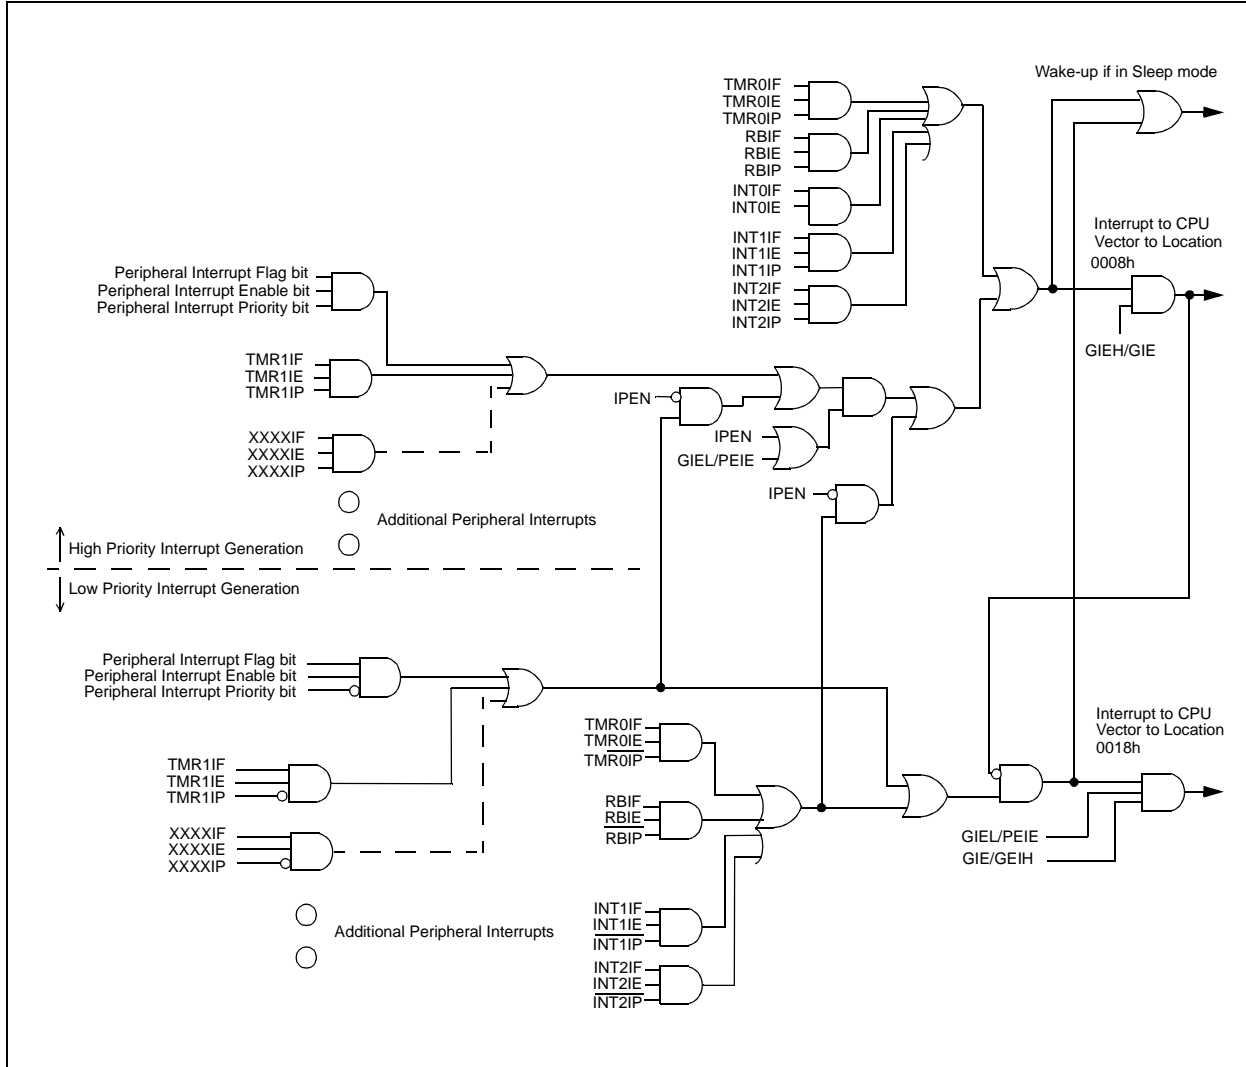 Wake-up if in Sleep mode
TMR0IF
TMR0IE
TMR0IP
RBIF
RBIE
RBIP
INT0IF
INT0IE
INT1IF
INT1IE
INT1IP
INT2IF
INT2IE
INT2IP
Interrupt to CPU
Vector to Location
0008h
GIEH/GIE
Peripheral Interrupt Flag bit
Peripheral Interrupt Enable bit
Peripheral Interrupt Priority bit
TMR1IF
TMR1IE
TMR1IP
XXXXIF
XXXXIE
XXXXIP
IPEN
IPEN
GIEL/PEIE
IPEN
Additional Peripheral Interrupts
High Priority Interrupt Generation
Low Priority Interrupt Generation
Peripheral Interrupt Flag bit
Peripheral Interrupt Enable bit
Peripheral Interrupt Priority bit
TMR1IF
TMR1IE
TMR1IP
XXXXIF
XXXXIE
XXXXIP
Additional Peripheral Interrupts
TMR0IF
TMR0IE
TMR0IP
RBIF
RBIE
RBIP
INT1IF
INT1IE
INT1IP
INT2IF
INT2IE
INT2IP
Interrupt to CPU
Vector to Location
0018h
GIEL/PEIE
GIE/GEIH